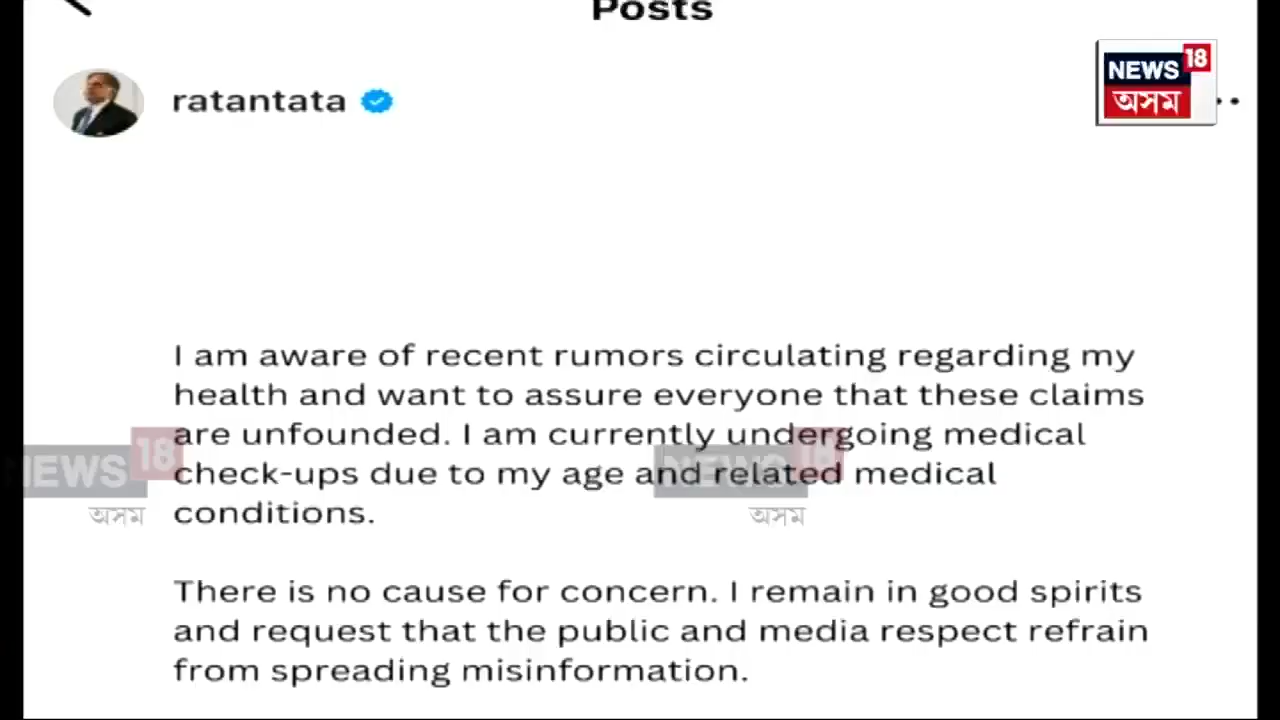 Posts
ratantata
NEWS 18
অসম
I am aware of recent rumors circulating regarding my
health and want to assure everyone that these claims
are unfounded. I am currently undergoing medical
check-ups due to my age and related medical
conditions.
NEWS 18
অসম
NEWS 18
অসম
There is no cause for concern. I remain in good spirits
and request that the public and media respect refrain
from spreading misinformation.